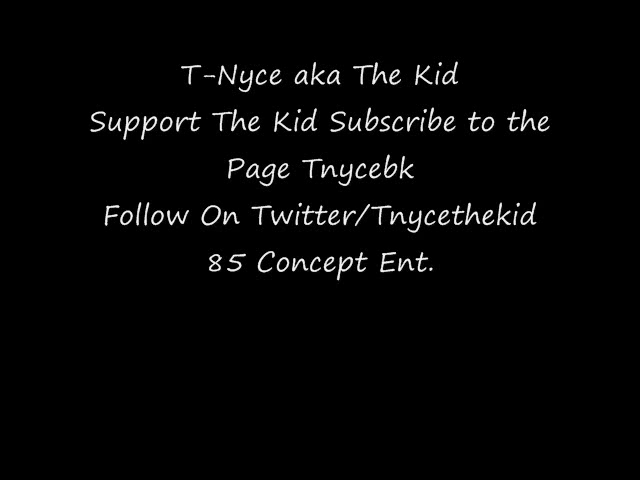 T-Nyce aka The Kid
Support The Kid Subscribe to the
Page Tnycebk
Follow On Twitter/Tnycethekid
85 Concept Ent.